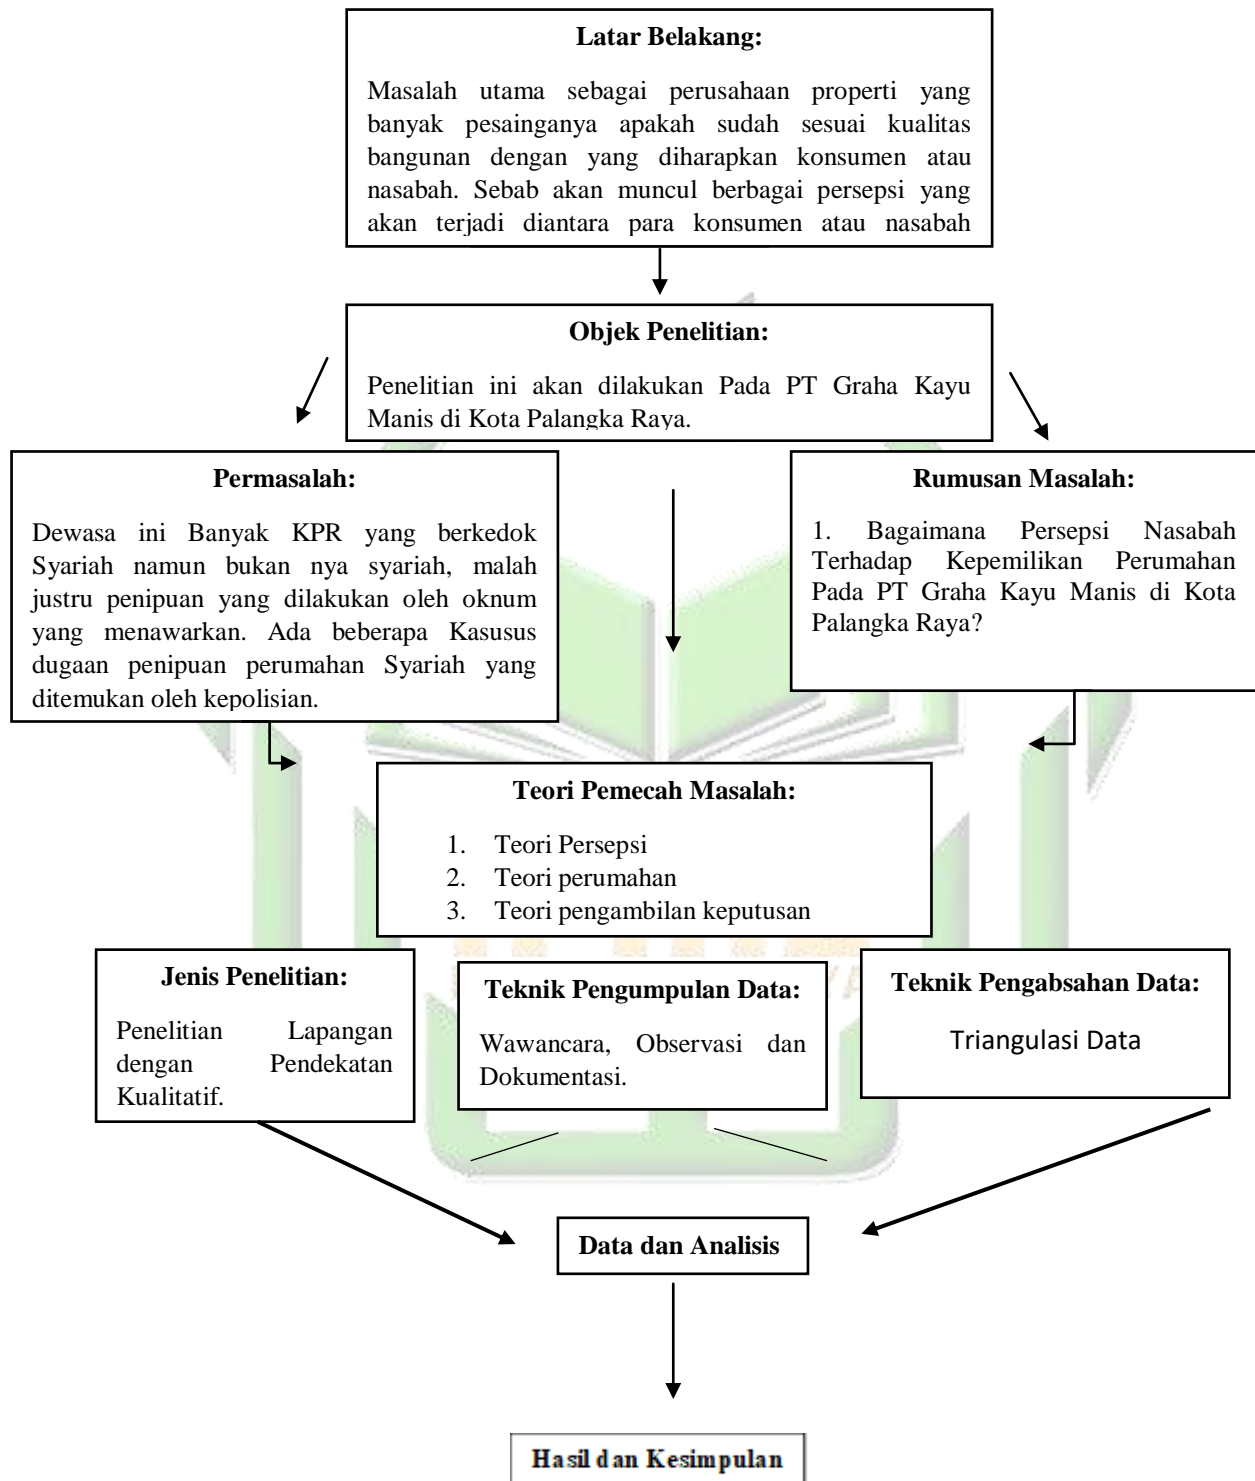 Latar Belakang:
Masalah utama sebagai perusahaan properti yang
banyak pesainganya apakah sudah sesuai kualitas
bangunan dengan yang diharapkan konsumen atau
nasabah. Sebab akan muncul berbagai persepsi yang
akan terjadi diantara para konsumen atau nasabah
Objek Penelitian:
Penelitian ini akan dilakukan Pada PT Graha Kayu
Manis di Kota Palangka Raya.
Permasalah:
Dewasa ini Banyak KPR yang berkedok
Syariah namun bukan nya syariah, malah
justru penipuan yang dilakukan oleh oknum
yang menawarkan. Ada beberapa Kasusus
dugaan penipuan perumahan Syariah yang
ditemukan oleh kepolisian.
Rumusan Masalah:
1. Bagaimana Persepsi Nasabah
Terhadap Kepemilikan Perumahan
Pada PT Graha Kayu Manis di Kota
Palangka Raya?
Teori Pemecah Masalah:
1. Teori Persepsi
2. Teori perumahan
3. Teori pengambilan keputusan
Jenis Penelitian:
Penelitian Lapangan
dengan Pendekatan
Kualitatif.
Teknik Pengumpulan Data:
Wawancara, Observasi dan
Dokumentasi.
Teknik Pengabsahan Data:
Triangulasi Data
Data dan Analisis
Hasil dan Kesimpulan